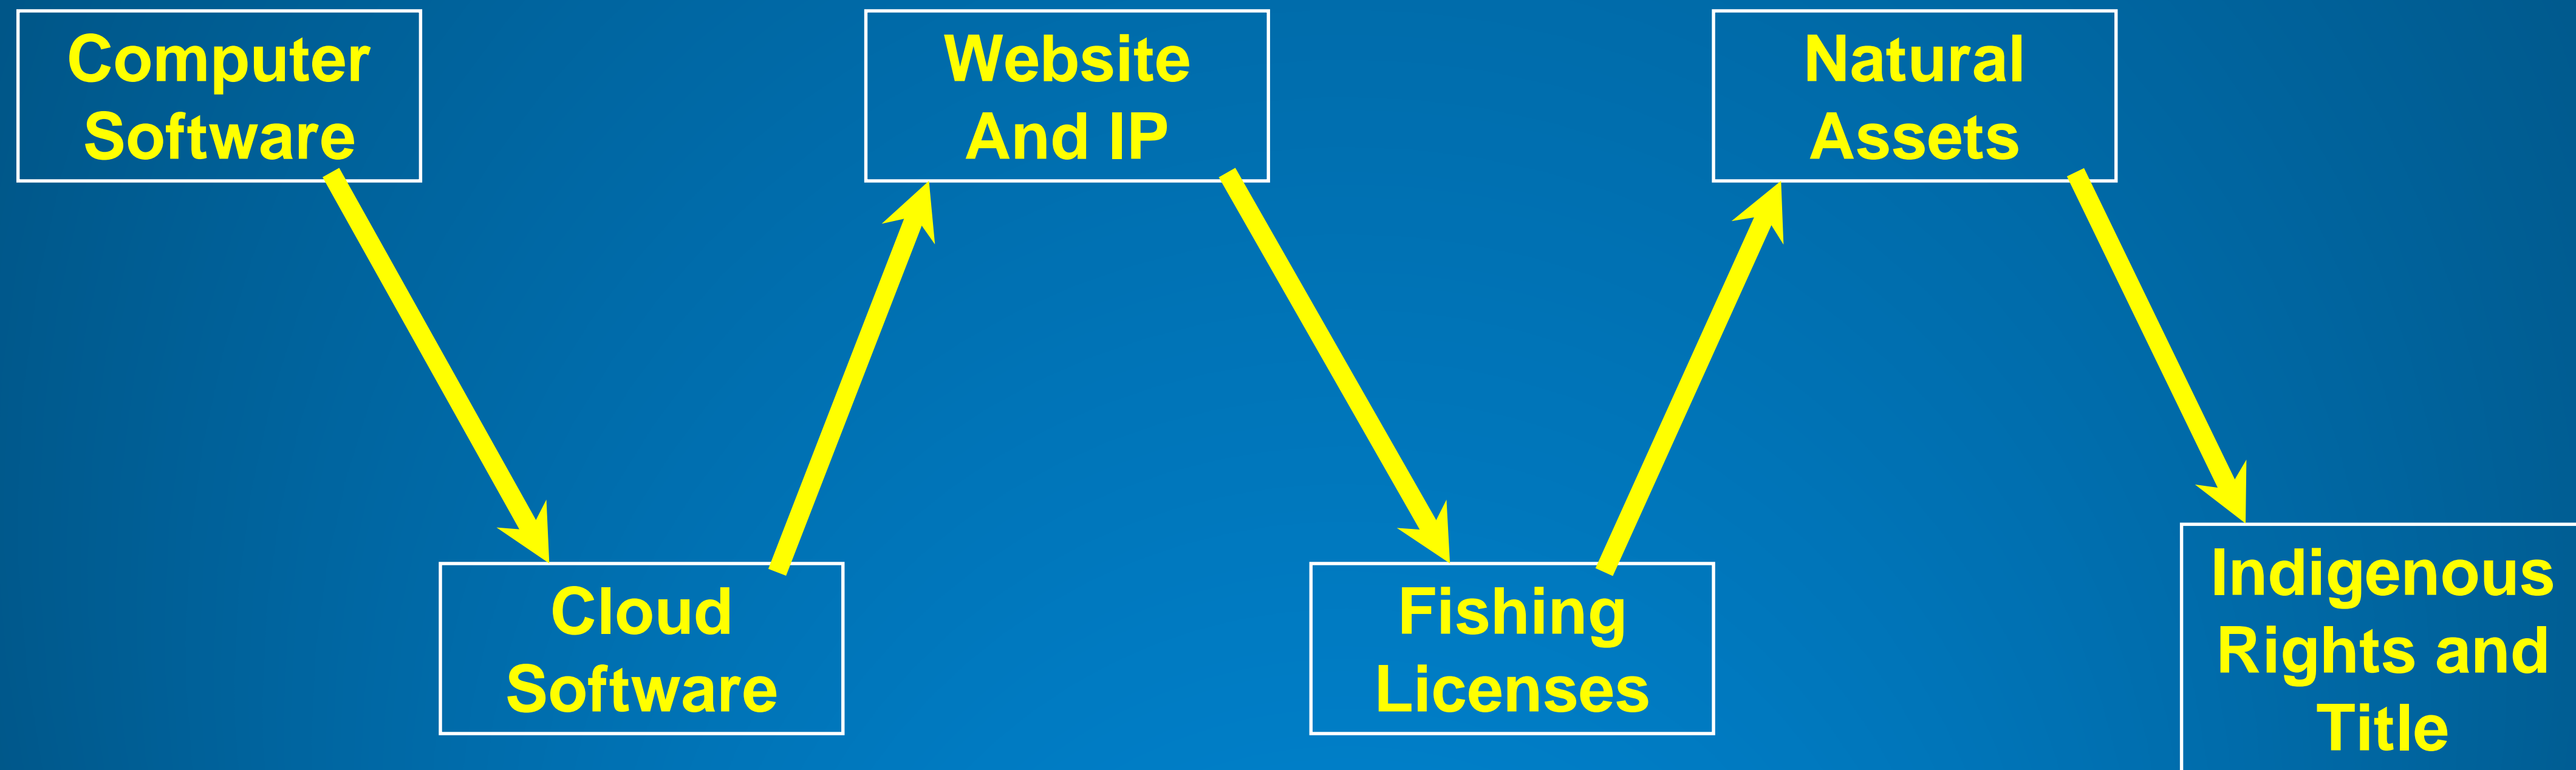 Computer
Software
Website
And IP
Natural
Assets
Cloud
Software
Fishing
Licenses
Indigenous
Rights and
Title